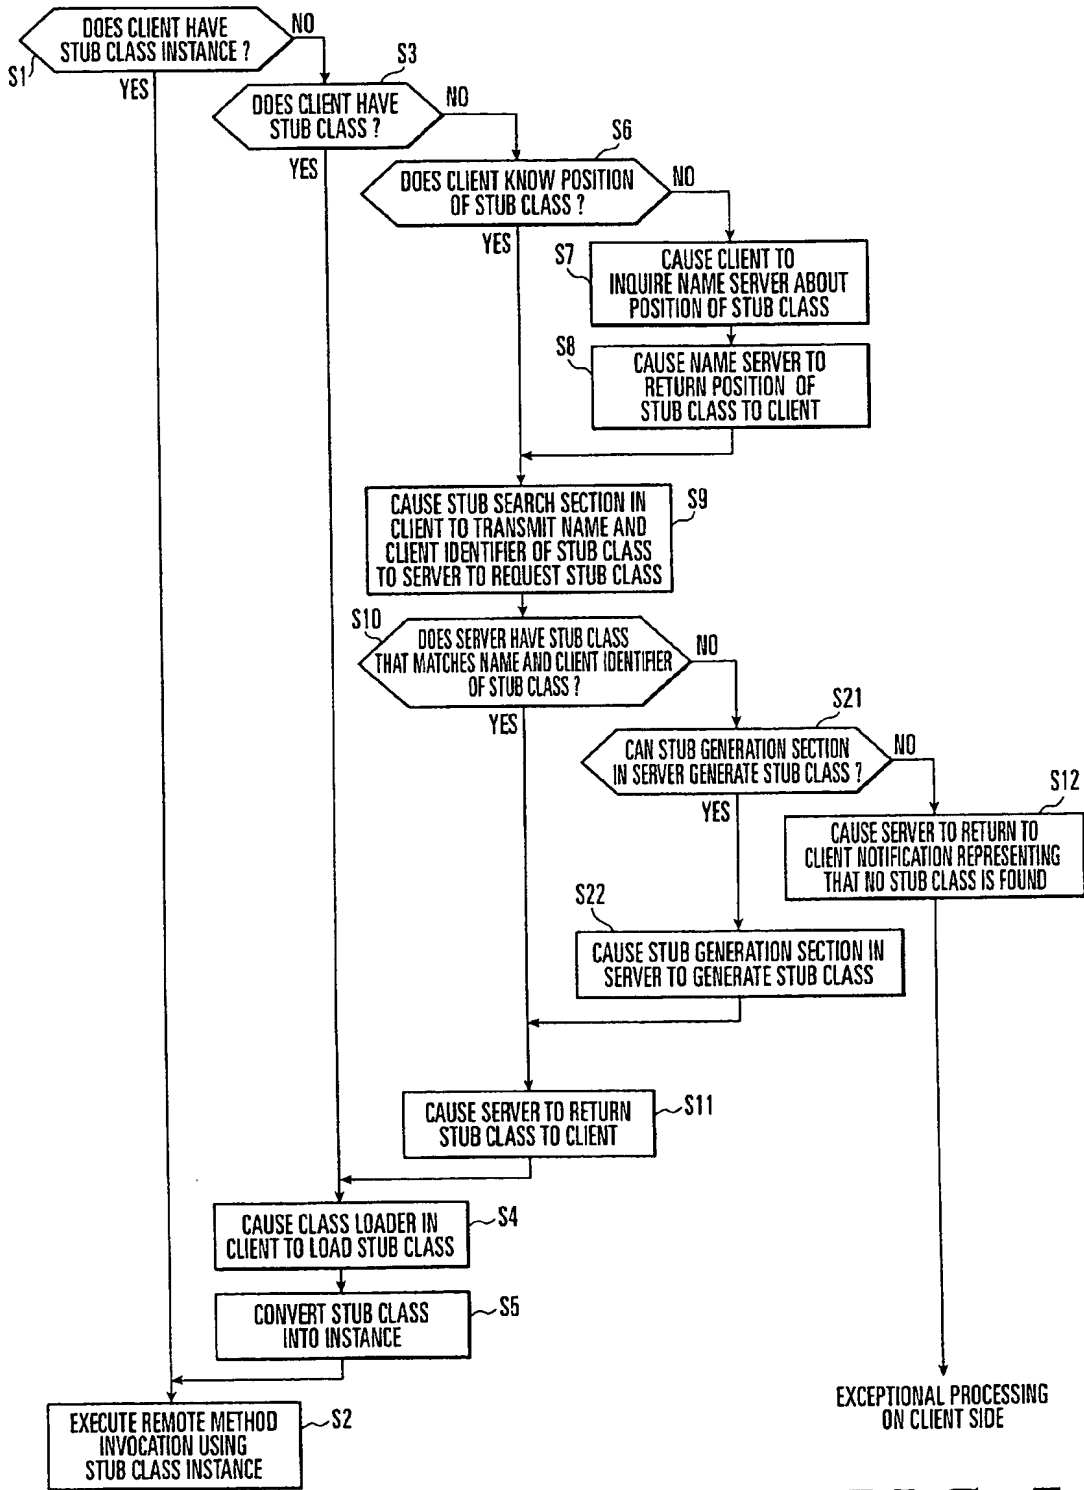 DOES CLIENT HAVE
STUB CLASS INSTANCE ?
NO
S1
YES
S3
DOES CLIENT HAVE
STUB CLASS ?
NO
YES
S6
DOES CLIENT KNOW POSITION
OF STUB CLASS ?
NO
YES
S7
CAUSE CLIENT TO
INQUIRE NAME SERVER ABOUT
POSITION OF STUB CLASS
S8
CAUSE NAME SERVER TO
RETURN POSITION OF
STUB CLASS TO CLIENT
CAUSE STUB SEARCH SECTION IN
CLIENT TO TRANSMIT NAME AND
CLIENT IDENTIFIER OF STUB CLASS
TO SERVER TO REQUEST STUB CLASS
S9
S10
DOES SERVER HAVE STUB CLASS
THAT MATCHES NAME AND CLIENT IDENTIFIER
OF STUB CLASS ?
NO
YES
S21
CAN STUB GENERATION SECTION
IN SERVER GENERATE STUB CLASS ?
NO
YES
S12
CAUSE SERVER TO RETURN TO
CLIENT NOTIFICATION REPRESENTING
THAT NO STUB CLASS IS FOUND
S22
CAUSE STUB GENERATION SECTION IN
SERVER TO GENERATE STUB CLASS
CAUSE SERVER TO RETURN
STUB CLASS TO CLIENT
S11
CAUSE CLASS LOADER IN
CLIENT TO LOAD STUB CLASS
S4
CONVERT STUB CLASS
INTO INSTANCE
S5
EXCEPTIONAL PROCESSING
ON CLIENT SIDE
EXECUTE REMOTE METHOD
INVOCATION USING
STUB CLASS INSTANCE
S2